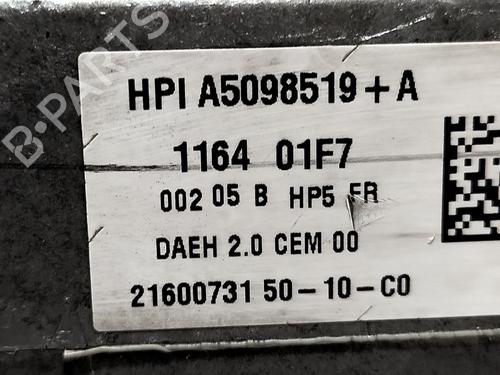 B-PARTS
HPI A5098519+A
1164 01F7
002 05 B HP5 FR
DAEH 2.0 CEM 00
21600731 50-10-C0